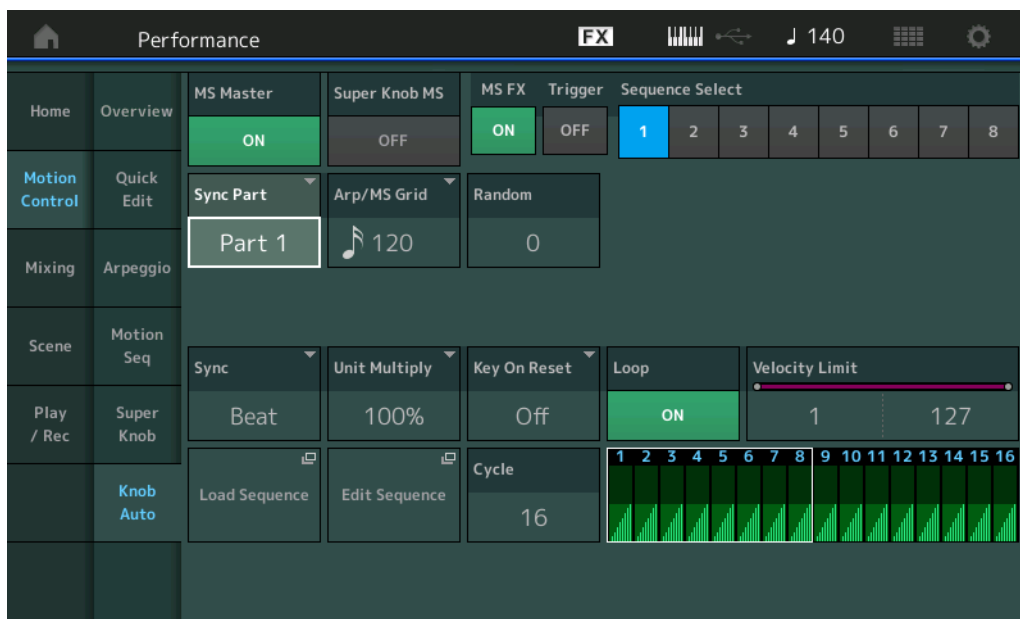 Performance
FX
140
Home
Motion
Control
Mixing
Scene
Play
/ Rec
Overview
Quick
Edit
Arpeggio
Motion
Seq
Super
Knob
Knob
Auto
MS Master
ON
Super Knob MS
OFF
MS FX
ON
Trigger
OFF
Sequence Select
1 2 3 4 5 6 7 8
Sync Part
Part 1
Arp/MS Grid
120
Random
0
Sync
Beat
Unit Multiply
100%
Key On Reset
Off
Loop
ON
Velocity Limit
1 127
Load Sequence
Edit Sequence
Cycle
16
1 2 3 4 5 6 7 8 9 10 11 12 13 14 15 16